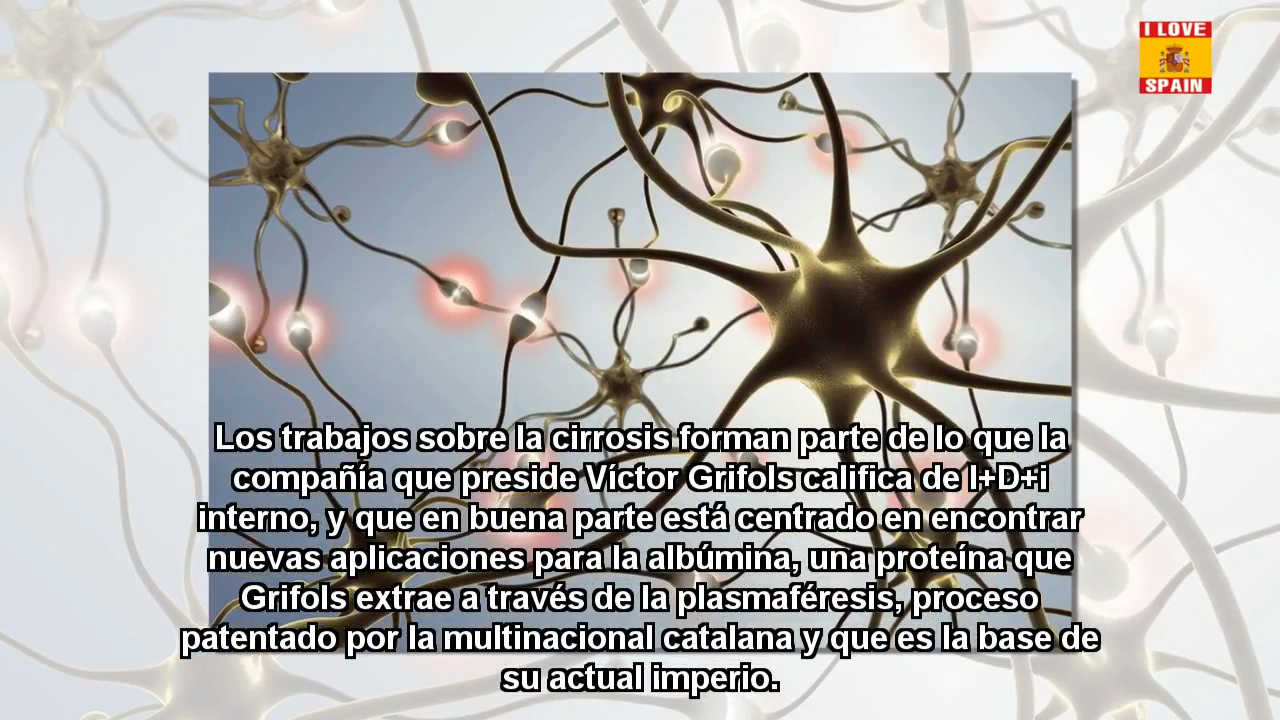 I LOVE
SPAIN
Los trabajos sobre la cirrosis forman parte de lo que la
compañía que preside Víctor Grifols califica de I+D+i
interno, y que en buena parte está centrado en encontrar
nuevas aplicaciones para la albúmina, una proteína que
Grifols extrae a través de la plasmaféresis, proceso
patentado por la multinacional catalana y que es la base de
su actual imperio.